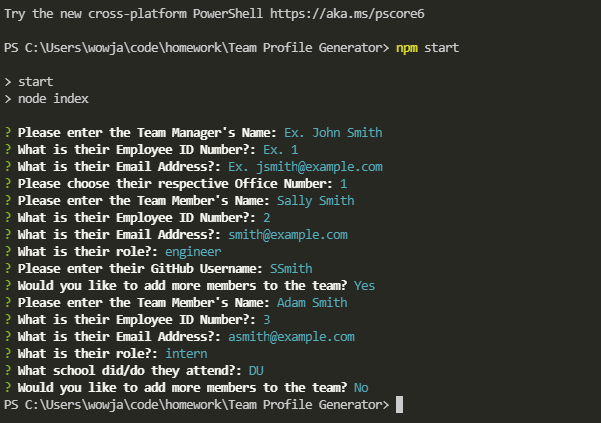 Try the new cross-platform PowerShell https://aka.ms/pscore6
PS C:\Users\wowja\code\homework\Team Profile Generator> npm start
> start
> node index
? Please enter the Team Manager's Name: Ex. John Smith
? What is their Employee ID Number?: Ex. 1
? What is their Email Address?: Ex. jsmith@example.com
? Please choose their respective Office Number: 1
? Please enter the Team Member's Name: Sally Smith
? What is their Employee ID Number?: 2
? What is their Email Address?: smith@example.com
? What is their role?: engineer
? Please enter their GitHub Username: SSmith
? Would you like to add more members to the team? Yes
? Please enter the Team Member's Name: Adam Smith
? What is their Employee ID Number?: 3
? What is their Email Address?: asmith@example.com
? What is their role?: intern
? What school did/do they attend?: DU
? Would you like to add more members to the team? No
PS C:\Users\wowja\code\homework\Team Profile Generator>